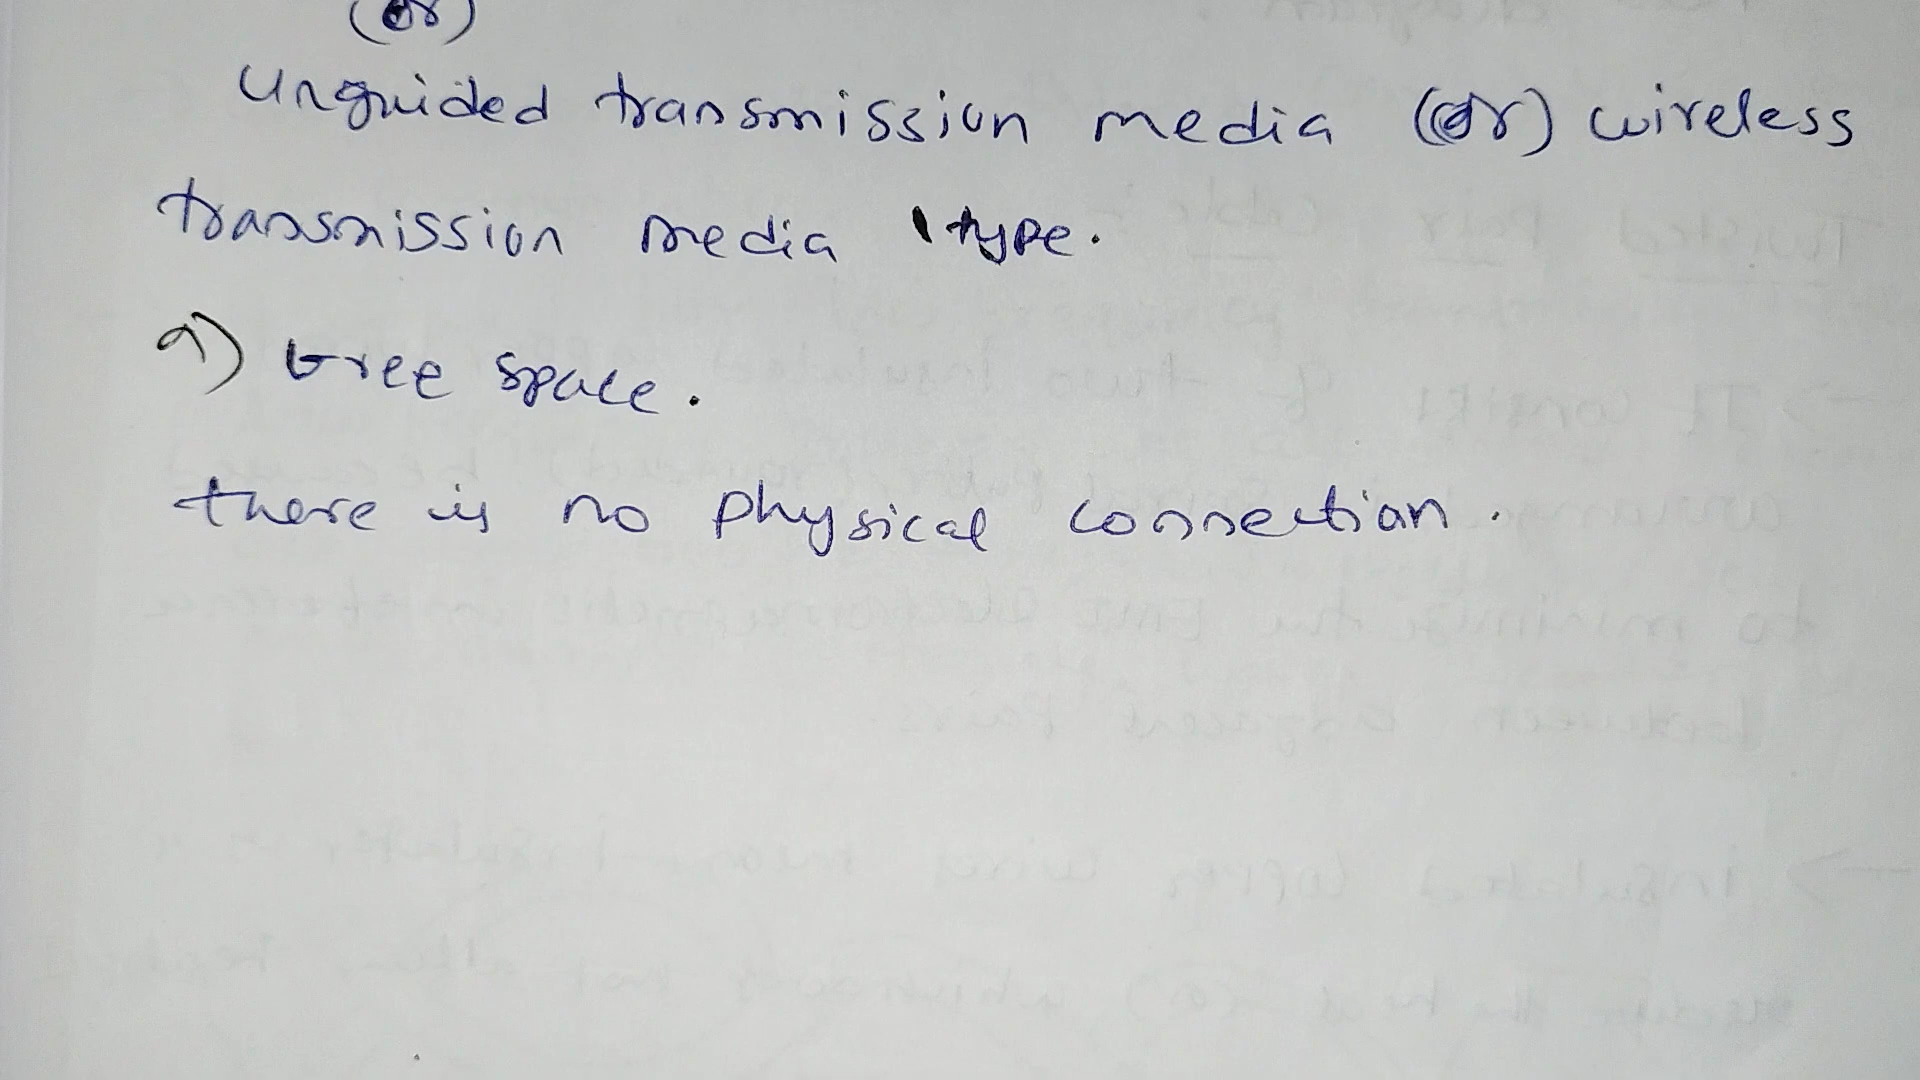 (or)
Unguided transmission media (or) wireless
transmission media type.
a) free space.
there is no physical connection.